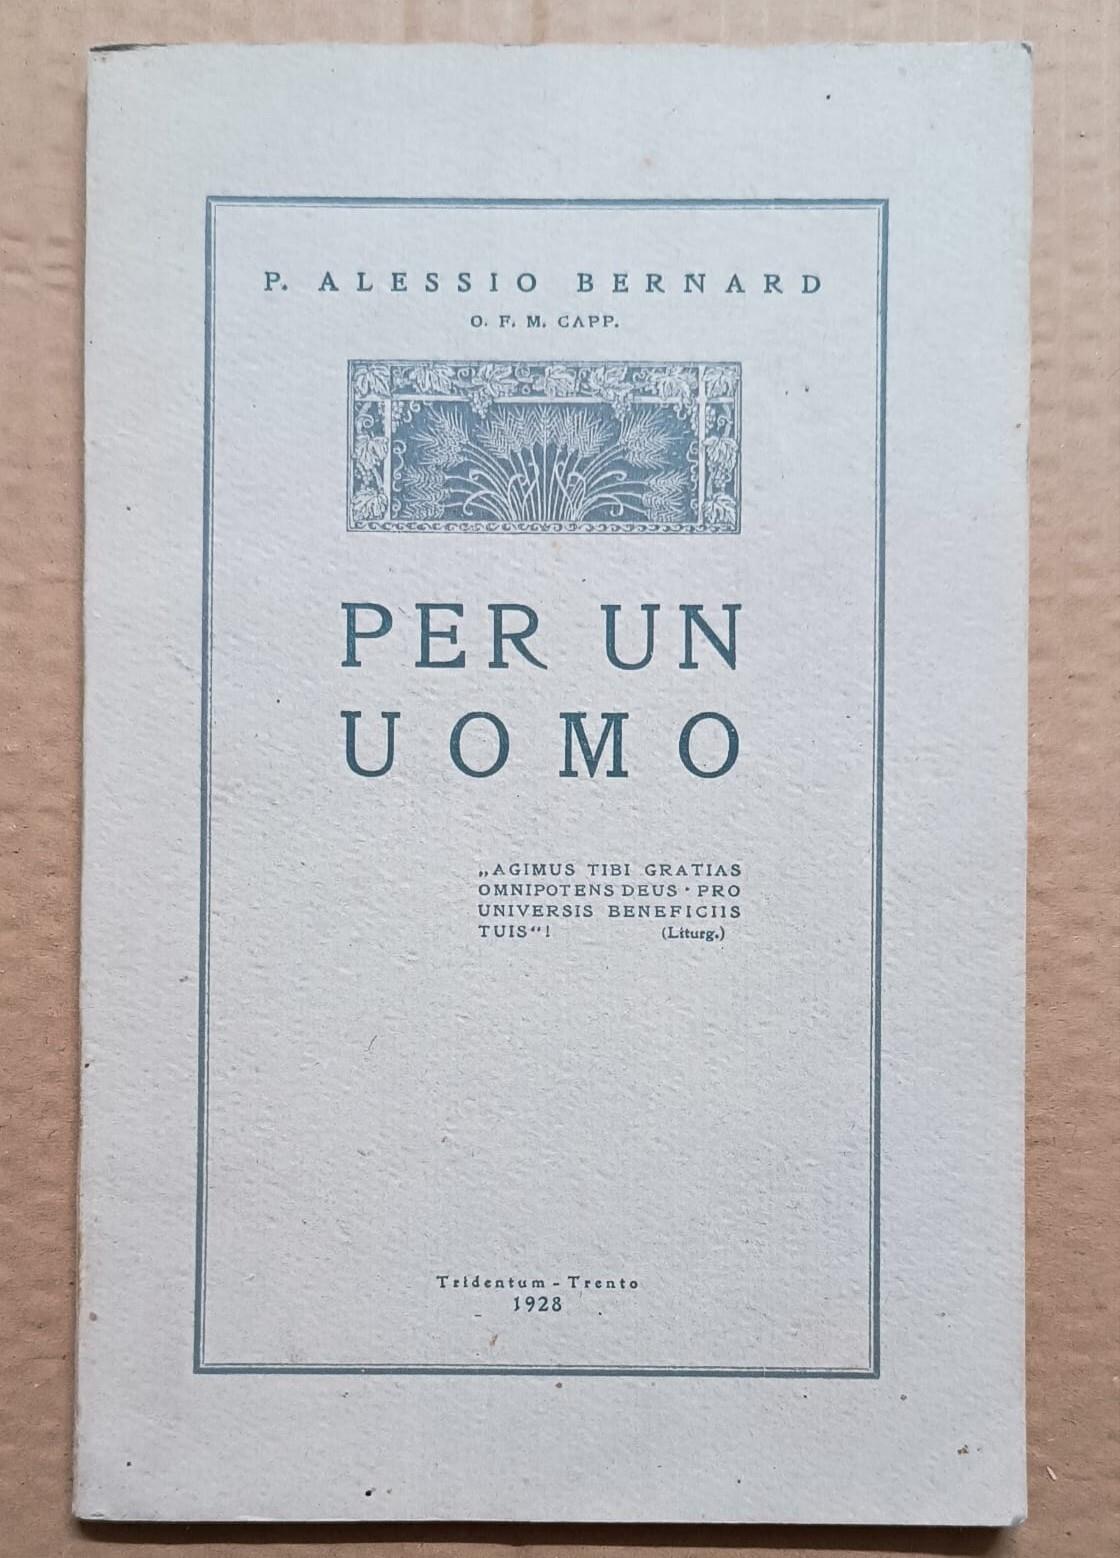 P. ALESSIO BERNARD
O. F. M. CAPP.
PER UN
UOMO
„AGIMUS TIBI GRATIAS
OMNIPOTENS DEUS · PRO
UNIVERSIS BENEFICIIS
TUIS“! (Liturg.)
Tridentum - Trento
1928